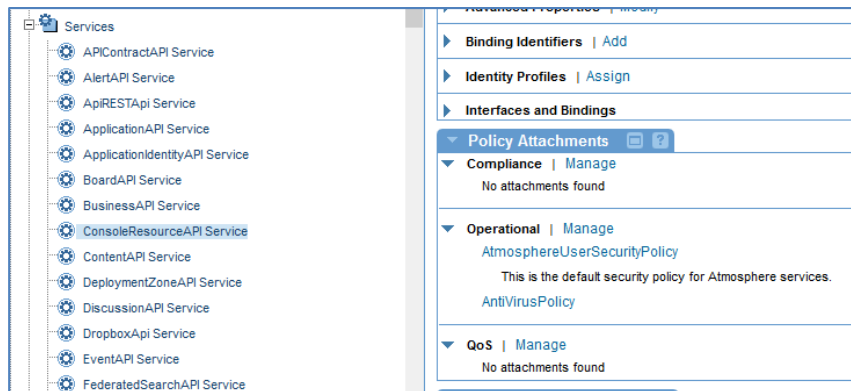 Services
APIContractAPI Service
AlertAPI Service
ApiRESTApi Service
ApplicationAPI Service
ApplicationIdentityAPI Service
BoardAPI Service
BusinessAPI Service
ConsoleResourceAPI Service
ContentAPI Service
DeploymentZoneAPI Service
DiscussionAPI Service
DropboxApi Service
EventAPI Service
FederatedSearchAPI Service
Advanced Properties | Modify
Binding Identifiers | Add
Identity Profiles | Assign
Interfaces and Bindings
Policy Attachments ?
Compliance | Manage
No attachments found
Operational | Manage
AtmosphereUserSecurityPolicy
This is the default security policy for Atmosphere services.
AntiVirusPolicy
QoS | Manage
No attachments found